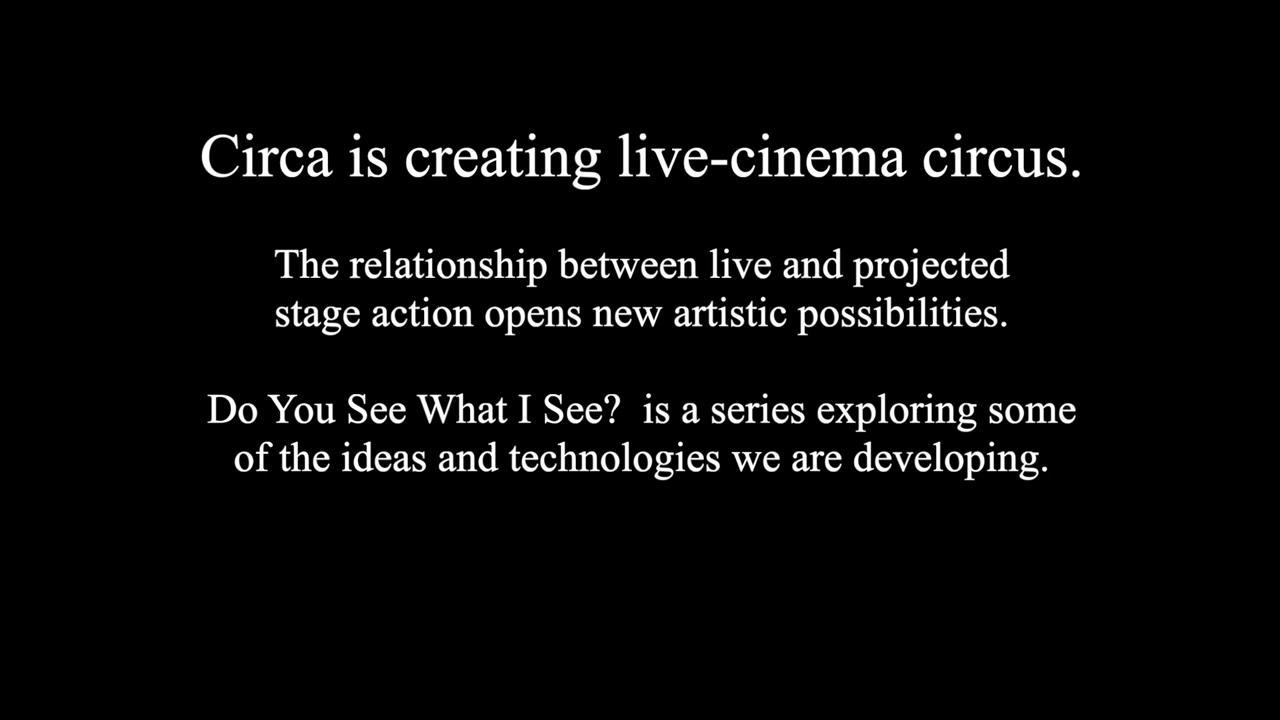 Circa is creating live-cinema circus.
The relationship between live and projected
stage action opens new artistic possibilities.
Do You See What I See?  is a series exploring some
of the ideas and technologies we are developing.